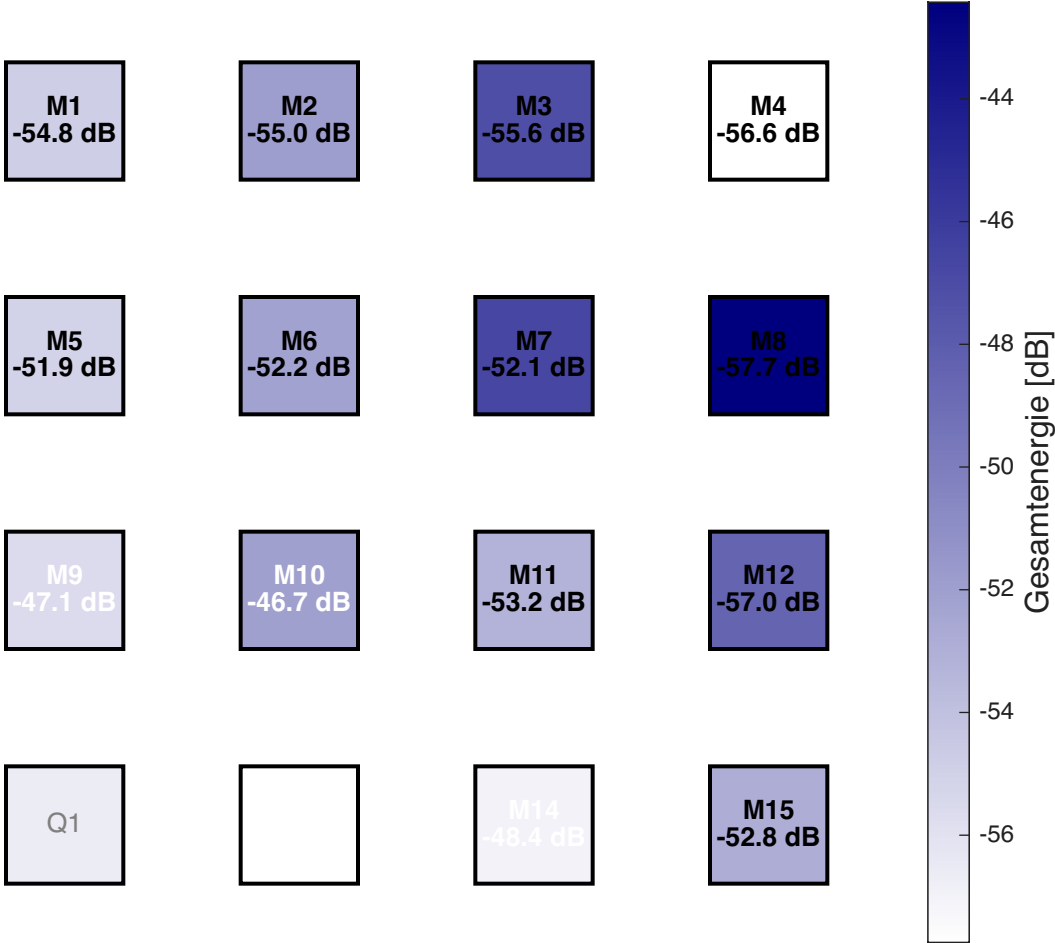 M1
-54.8 dB
M2
-55.0 dB
M3
-55.6 dB
M4
-56.6 dB
M5
-51.9 dB
M6
-52.2 dB
M7
-52.1 dB
M8
-57.7 dB
M9
-47.1 dB
M10
-46.7 dB
M11
-53.2 dB
M12
-57.0 dB
Q1
M14
-48.4 dB
M15
-52.8 dB
-44
-46
-48
-50
-52
-54
-56
Gesamtenergie [dB]